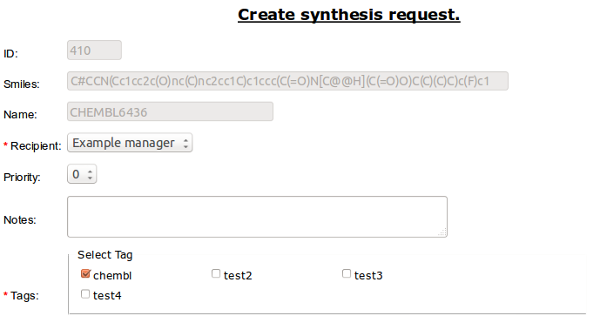 Create synthesis request.
ID: 410
Smiles: C#CCN(Cc1cc2c(O)nc(C)nc2cc1C)c1ccc(C(=O)N[C@@H](C(=O)O)C(C)(C)C)c(F)c1
Name: CHEMBL6436
* Recipient: Example manager
Priority: 0
Notes:
Select Tag
chembl test2 test3
* Tags: test4